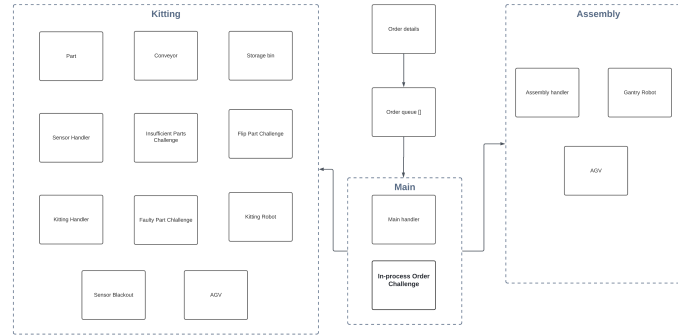 Kitting
Part
Conveyor
Storage bin
Sensor Handler
Insufficient Parts
Challenge
Flip Part Challenge
Kitting Handler
Faulty Part Chlallenge
Kitting Robot
Sensor Blackout
AGV
Order details
Order queue []
Main
Main handler
In-process Order
Challenge
Assembly
Assembly handler
Gantry Robot
AGV